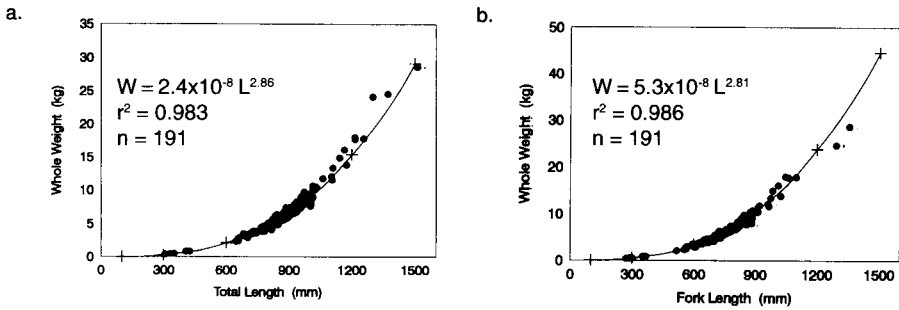 a.
35
30
25
20
15
10
5
0
Whole Weight (kg)
W = 2.4x10⁻⁸ L²·⁸⁶
r² = 0.983
n = 191
0 300 600 900 1200 1500
Total Length (mm)
b.
50
40
30
20
10
0
Whole Weight (kg)
W = 5.3x10⁻⁸ L²·⁸¹
r² = 0.986
n = 191
0 300 600 900 1200 1500
Fork Length (mm)